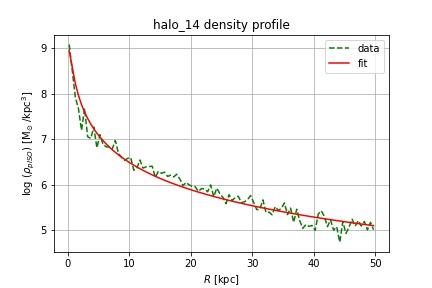 halo_14 density profile
9
8
7
6
5
log (ρ_pISO) [M_⊙ /kpc³]
data
fit
0
10
20
30
40
50
R [kpc]